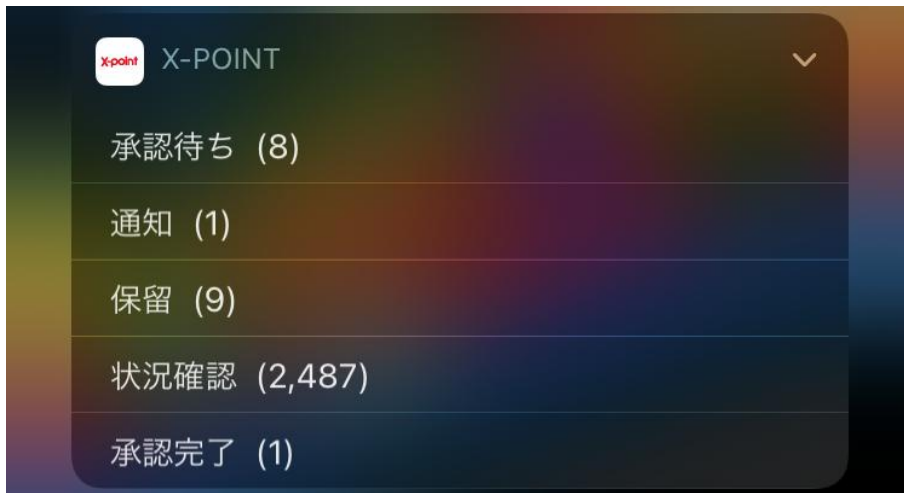 X-point X-POINT
承認待ち (8)
通知 (1)
保留 (9)
状況確認 (2,487)
承認完了 (1)